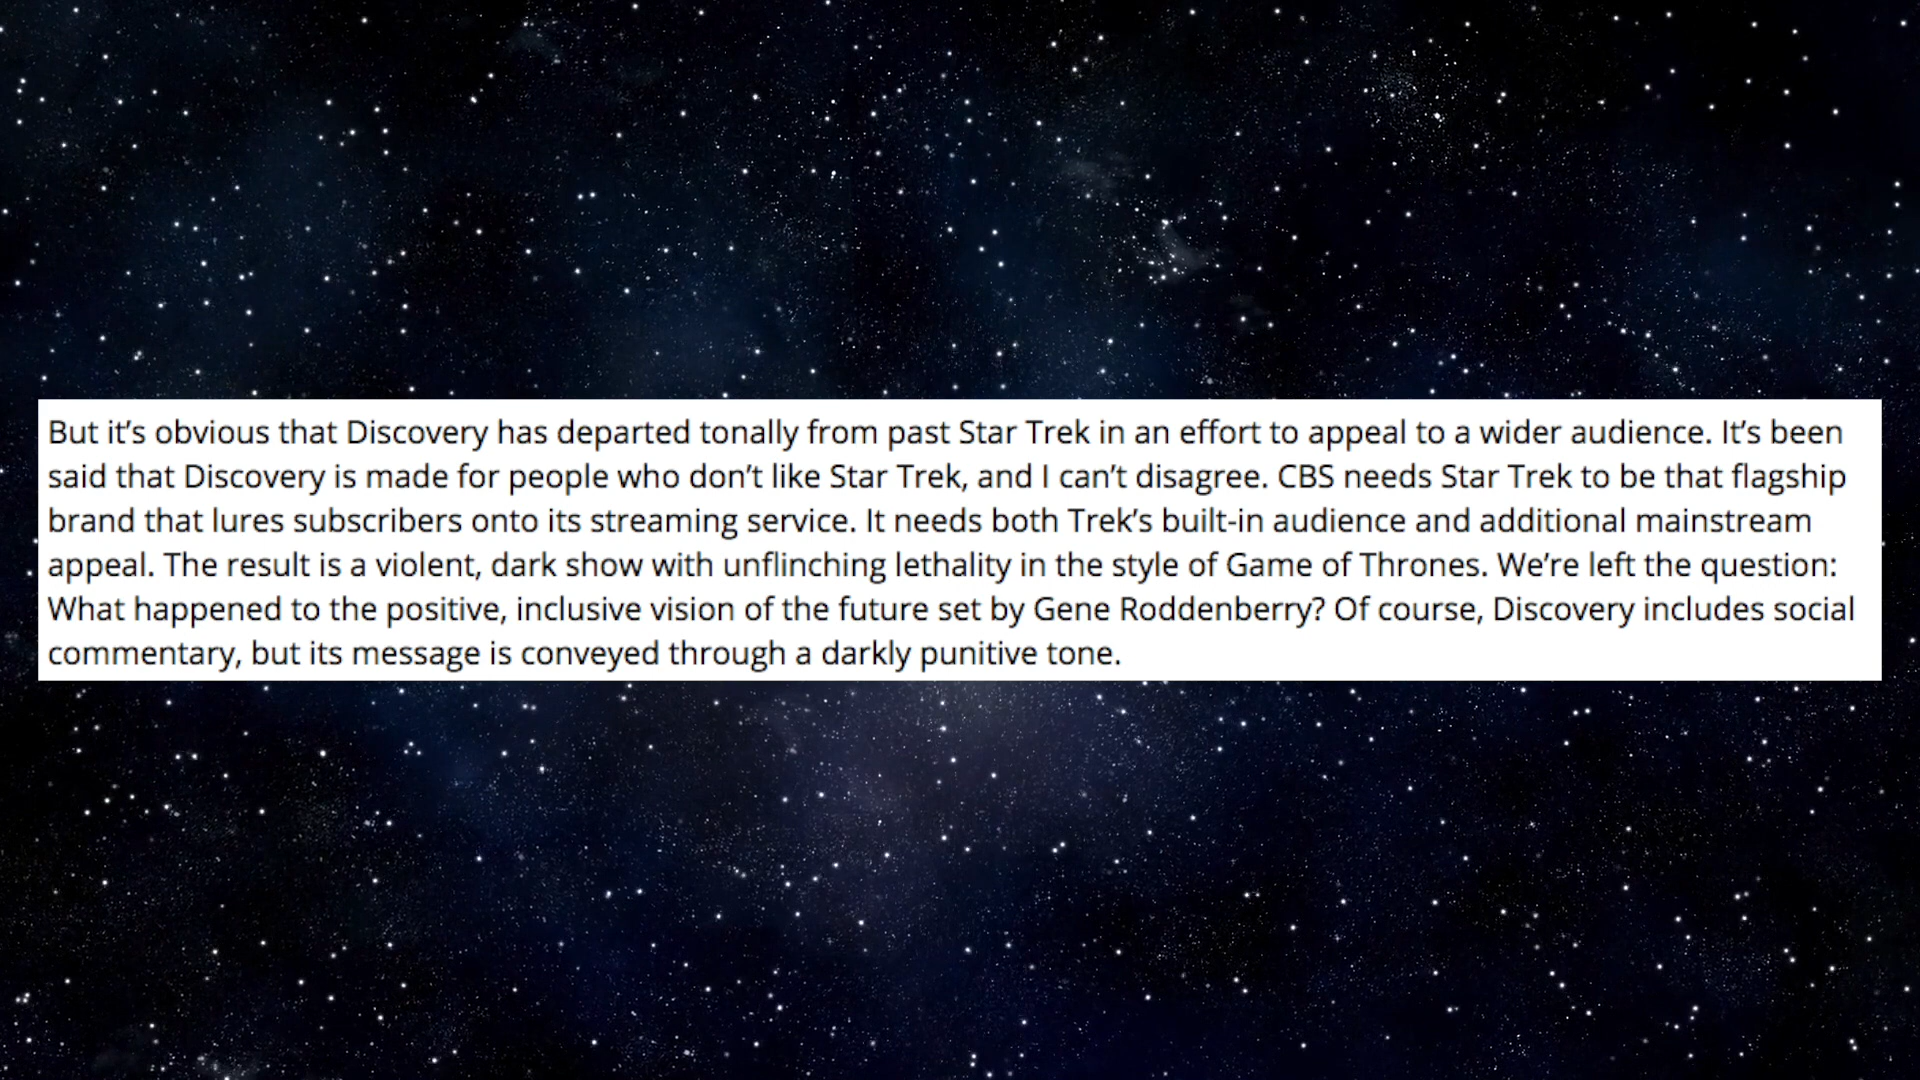 But it’s obvious that Discovery has departed tonally from past Star Trek in an effort to appeal to a wider audience. It’s been
said that Discovery is made for people who don’t like Star Trek, and I can’t disagree. CBS needs Star Trek to be that flagship
brand that lures subscribers onto its streaming service. It needs both Trek’s built-in audience and additional mainstream
appeal. The result is a violent, dark show with unflinching lethality in the style of Game of Thrones. We’re left the question:
What happened to the positive, inclusive vision of the future set by Gene Roddenberry? Of course, Discovery includes social
commentary, but its message is conveyed through a darkly punitive tone.